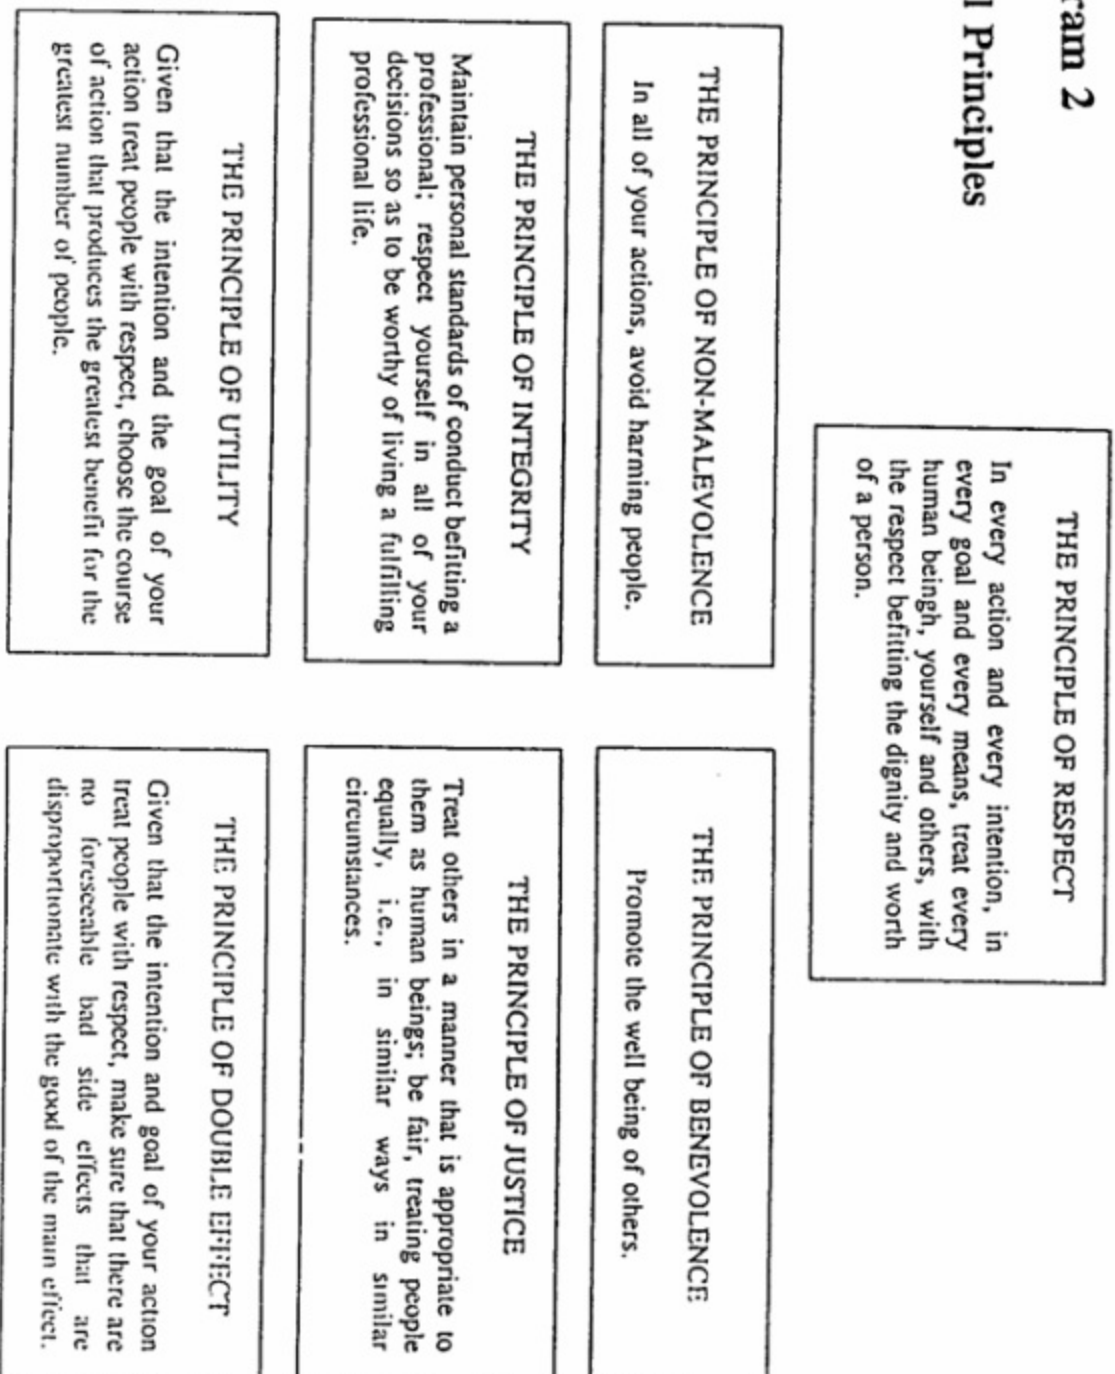 ram 2
l Principles
THE PRINCIPLE OF RESPECT
In every action and every intention, in
every goal and every means, treat every
human beingh, yourself and others, with
the respect befitting the dignity and worth
of a person.
THE PRINCIPLE OF NON-MALEVOLENCE
In all of your actions, avoid harming people.
THE PRINCIPLE OF BENEVOLENCE
Promote the well being of others.
THE PRINCIPLE OF INTEGRITY
Maintain personal standards of conduct befitting a
professional; respect yourself in all of your
decisions so as to be worthy of living a fulfilling
professional life.
THE PRINCIPLE OF JUSTICE
Treat others in a manner that is appropriate to
them as human beings; be fair, treating people
equally, i.e., in similar ways in similar
circumstances.
THE PRINCIPLE OF UTILITY
Given that the intention and the goal of your
action treat people with respect, choose the course
of action that produces the greatest benefit for the
greatest number of people.
THE PRINCIPLE OF DOUBLE EFFECT
Given that the intention and goal of your action
treat people with respect, make sure that there are
no foreseeable bad side effects that are
disproportionate with the good of the main effect.